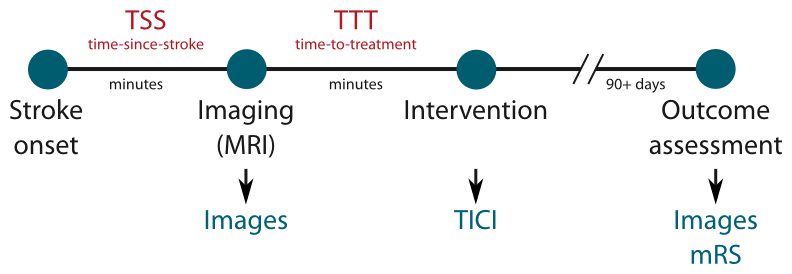 TSS
time-since-stroke
TTT
time-to-treatment
minutes
minutes
90+ days
Stroke
onset
Imaging
(MRI)
Intervention
Outcome
assessment
Images
TICI
Images
mRS